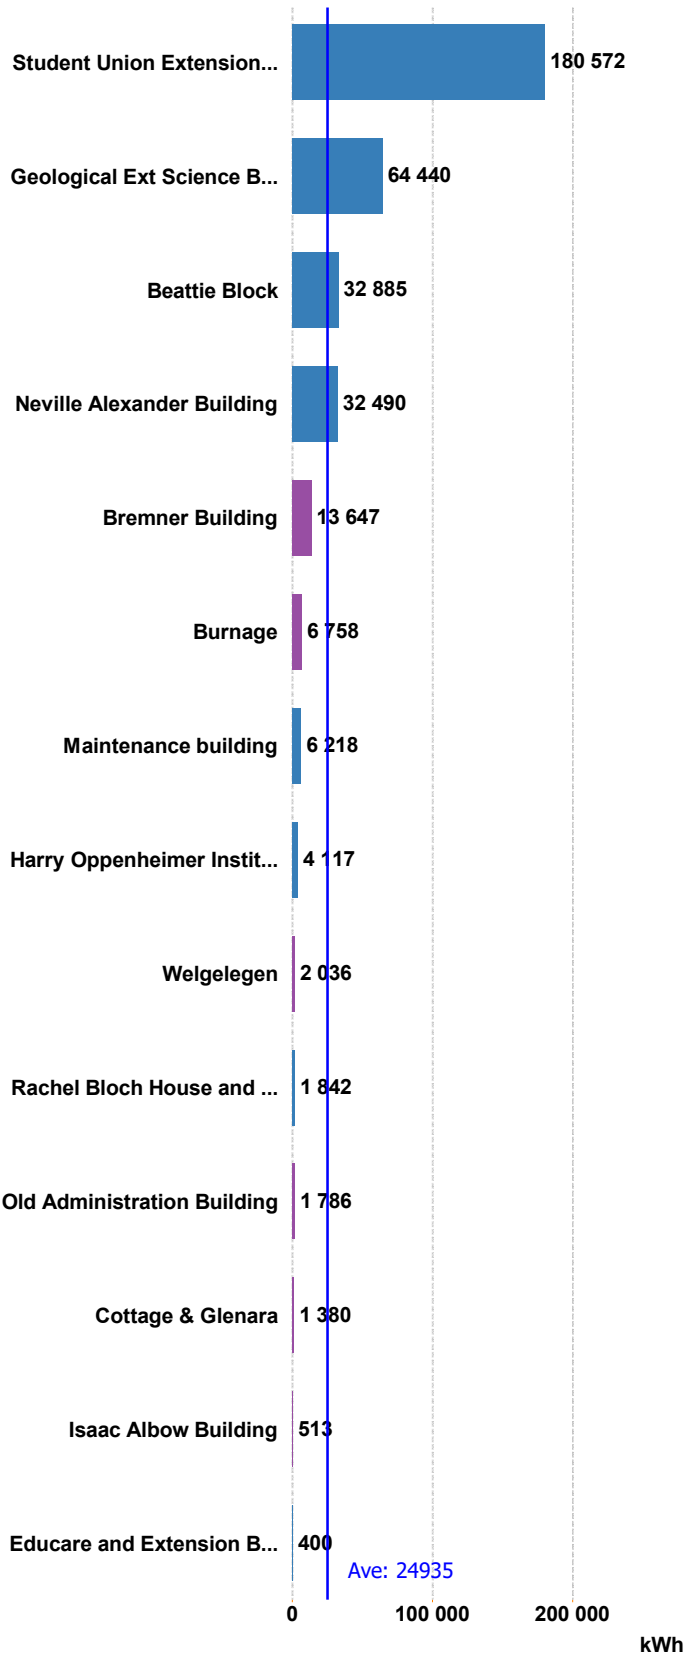 Student Union Extension... 180 572
Geological Ext Science B... 64 440
Beattie Block 32 885
Neville Alexander Building 32 490
Bremner Building 13 647
Burnage 6 758
Maintenance building 6 218
Harry Oppenheimer Instit... 4 117
Welgelegen 2 036
Rachel Bloch House and ... 1 842
Old Administration Building 1 786
Cottage & Glenara 1 380
Isaac Albow Building 513
Educare and Extension B... 400
Ave: 24935
0 100 000 200 000
kWh